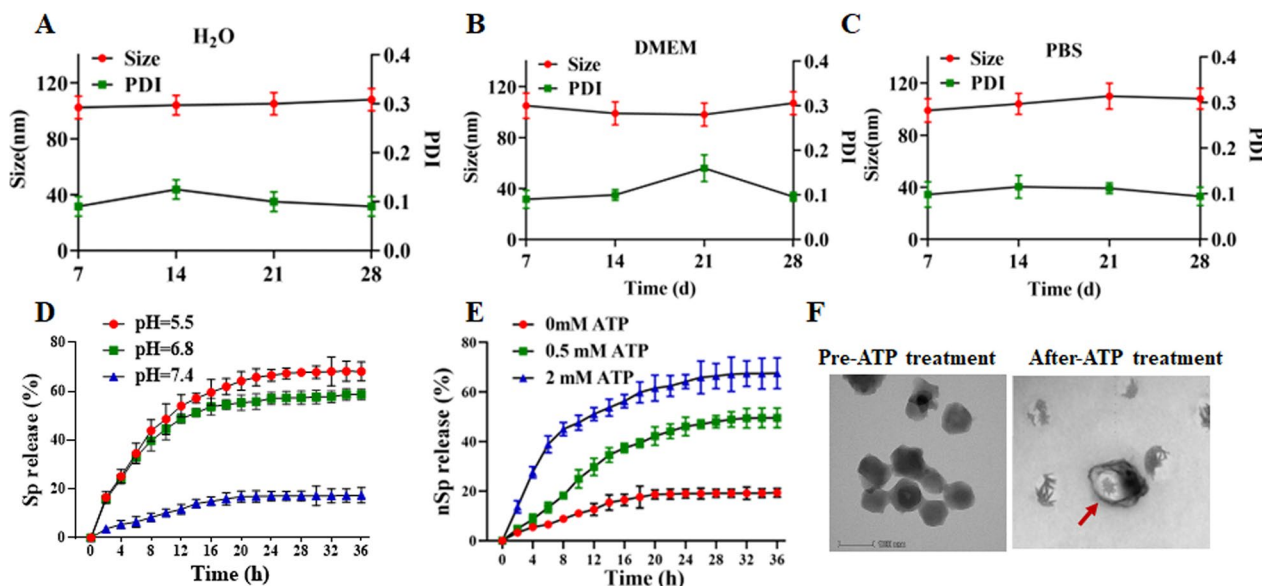 A
H₂O
Size
PDI
Size(nm)
120
80
40
0
0.4
0.3
0.2
0.1
0.0
PDI
7
14
21
28
Time (d)
B
DMEM
Size
PDI
Size(nm)
120
80
40
0
0.4
0.3
0.2
0.1
0.0
PDI
7
14
21
28
Time (d)
C
PBS
Size
PDI
Size(nm)
120
80
40
0
0.4
0.3
0.2
0.1
0.0
PDI
7
14
21
28
Time (d)
D
pH=5.5
pH=6.8
pH=7.4
Sp release (%)
80
60
40
20
0
0 4 8 12 16 20 24 28 32 36
Time (h)
E
0mM ATP
0.5 mM ATP
2 mM ATP
nSp release (%)
80
60
40
20
0
0 4 8 12 16 20 24 28 32 36
Time (h)
F
Pre-ATP treatment
After-ATP treatment